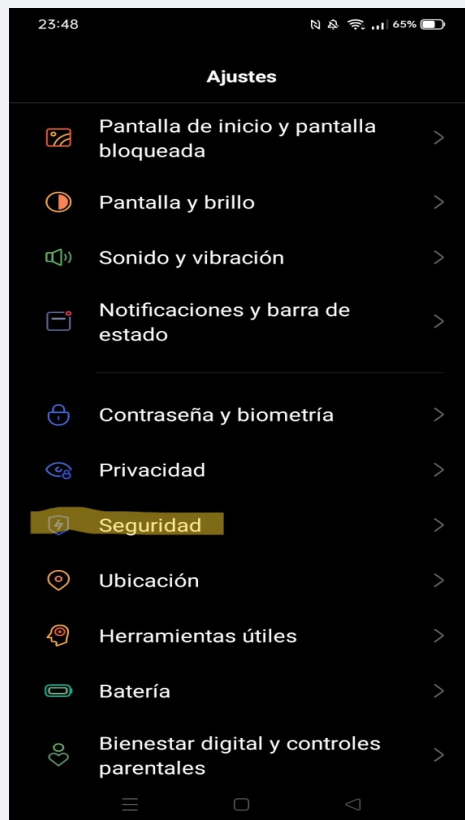 23:48
65%
Ajustes
Pantalla de inicio y pantalla
bloqueada
Pantalla y brillo
Sonido y vibración
Notificaciones y barra de
estado
Contraseña y biometría
Privacidad
Seguridad
Ubicación
Herramientas útiles
Batería
Bienestar digital y controles
parentales